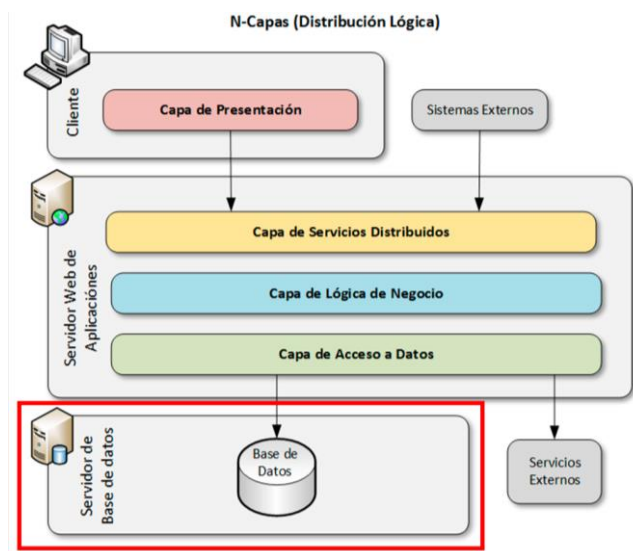 N-Capas (Distribución Lógica)
Cliente
Capa de Presentación
Sistemas Externos
Servidor Web de
Aplicaciónes
Capa de Servicios Distribuidos
Capa de Lógica de Negocio
Capa de Acceso a Datos
Servidor de
Base de datos
Base de
Datos
Servicios
Externos